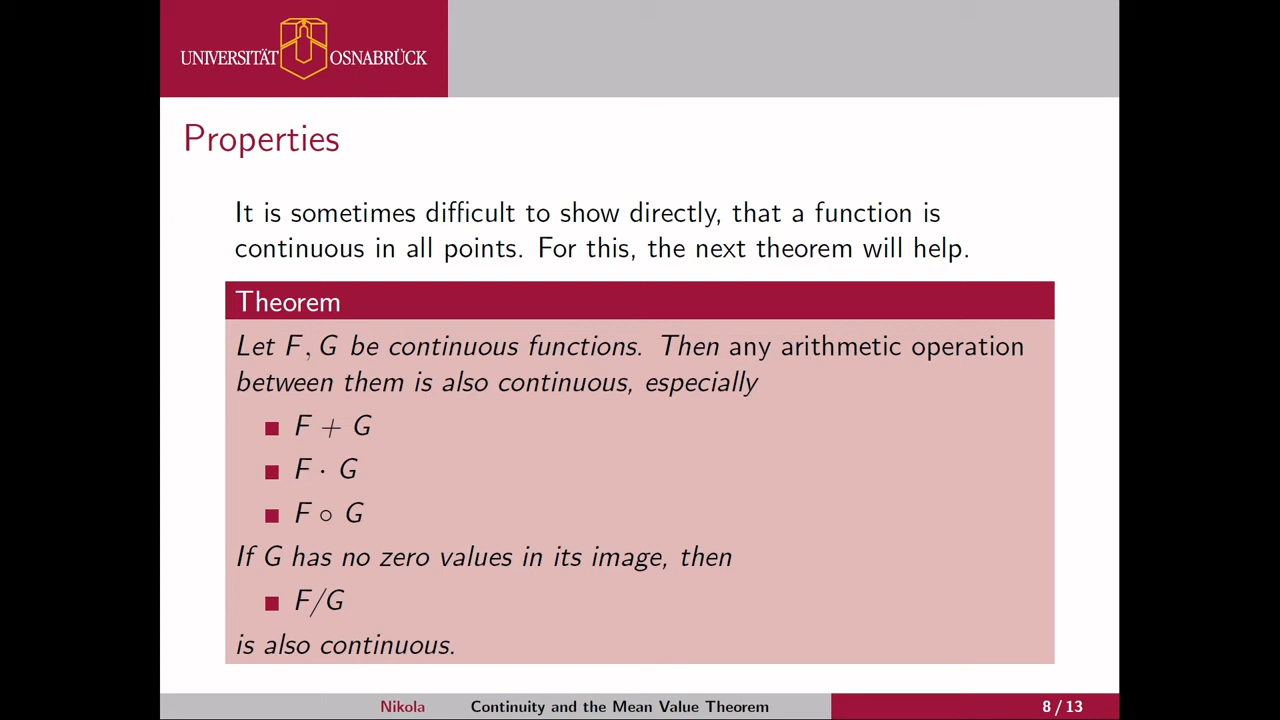 UNIVERSITÄT OSNABRÜCK
Properties
It is sometimes difficult to show directly, that a function is
continuous in all points. For this, the next theorem will help.
Theorem
Let F, G be continuous functions. Then any arithmetic operation
between them is also continuous, especially
F + G
F · G
F ∘ G
If G has no zero values in its image, then
F/G
is also continuous.
Nikola Continuity and the Mean Value Theorem 8 / 13